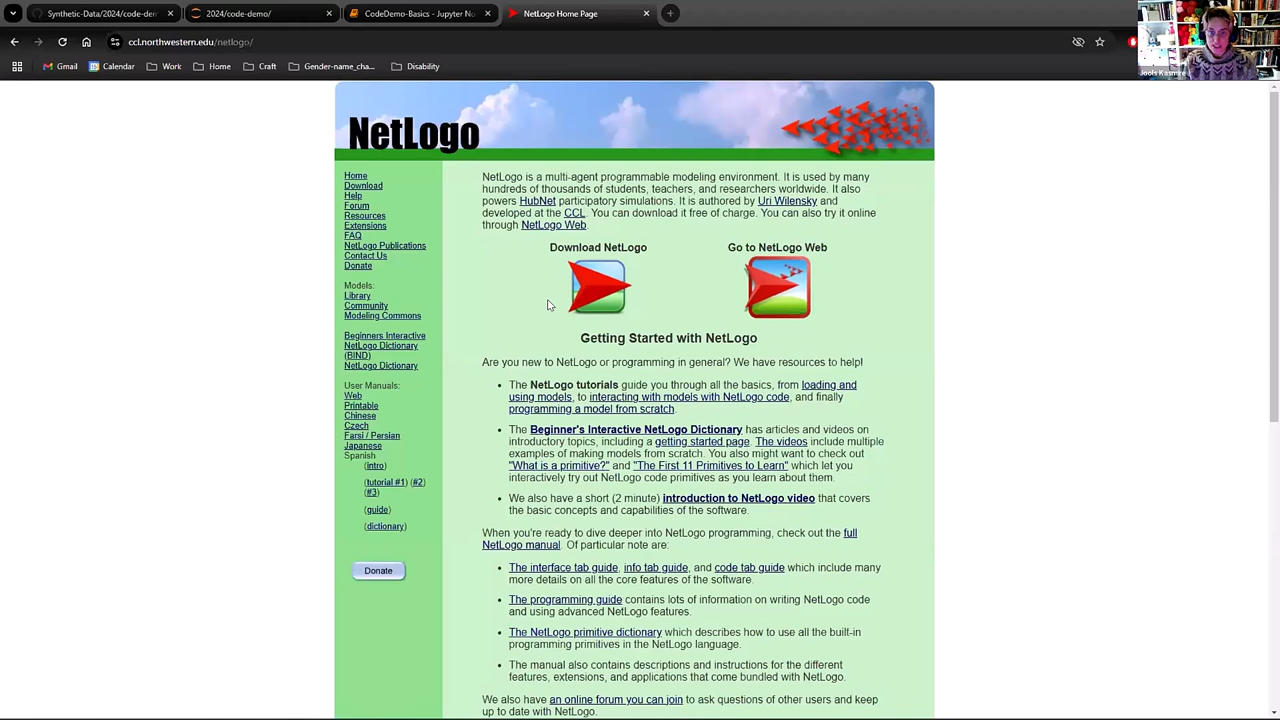 Synthetic-Data/2024/code-dem
2024/code-demo/
CodeDemo-Basics - Jupyter No
NetLogo Home Page
ccl.northwestern.edu/netlogo/
Gmail
Calendar
Work
Home
Craft
Gender-name_cha...
Disability
Jools Kasmire
NetLogo
Home
Download
Help
Forum
Resources
Extensions
FAQ
NetLogo Publications
Contact Us
Donate
Models:
Library
Community
Modeling Commons
Beginners Interactive
NetLogo Dictionary
(BIND)
NetLogo Dictionary
User Manuals:
Web
Printable
Chinese
Czech
Farsi / Persian
Japanese
Spanish
(intro)
(tutorial #1) (#2)
(#3)
(guide)
(dictionary)
Donate
NetLogo is a multi-agent programmable modeling environment. It is used by many
hundreds of thousands of students, teachers, and researchers worldwide. It also
powers HubNet participatory simulations. It is authored by Uri Wilensky and
developed at the CCL. You can download it free of charge. You can also try it online
through NetLogo Web.
Download NetLogo
Go to NetLogo Web
Getting Started with NetLogo
Are you new to NetLogo or programming in general? We have resources to help!
• The NetLogo tutorials guide you through all the basics, from loading and
using models, to interacting with models with NetLogo code, and finally
programming a model from scratch.
• The Beginner's Interactive NetLogo Dictionary has articles and videos on
introductory topics, including a getting started page. The videos include multiple
examples of making models from scratch. You also might want to check out
"What is a primitive?" and "The First 11 Primitives to Learn" which let you
interactively try out NetLogo code primitives as you learn about them.
• We also have a short (2 minute) introduction to NetLogo video that covers
the basic concepts and capabilities of the software.
When you're ready to dive deeper into NetLogo programming, check out the full
NetLogo manual. Of particular note are:
• The interface tab guide, info tab guide, and code tab guide which include many
more details on all the core features of the software.
• The programming guide contains lots of information on writing NetLogo code
and using advanced NetLogo features.
• The NetLogo primitive dictionary which describes how to use all the built-in
programming primitives in the NetLogo language.
• The manual also contains descriptions and instructions for the different
features, extensions, and applications that come bundled with NetLogo.
We also have an online forum you can join to ask questions of other users and keep
up to date with NetLogo.